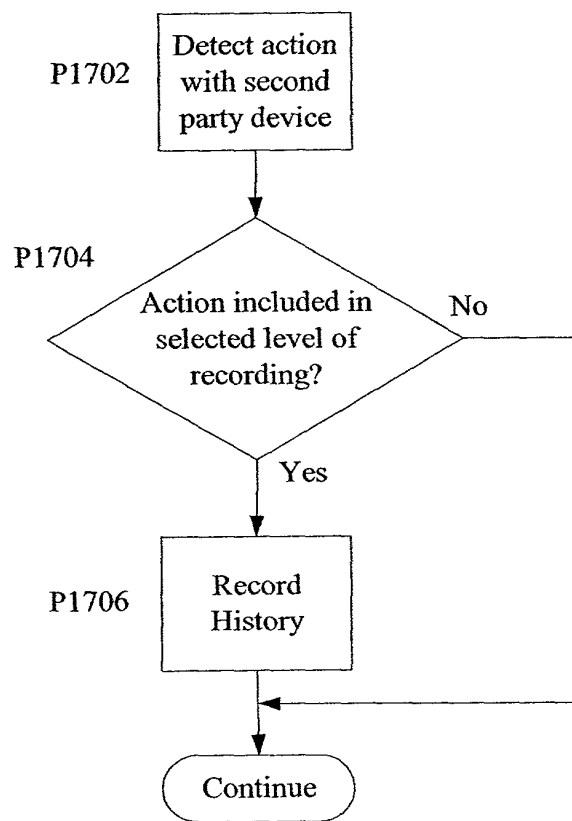 P1702
Detect action
with second
party device
P1704
Action included in
selected level of
recording?
No
Yes
P1706
Record
History
Continue